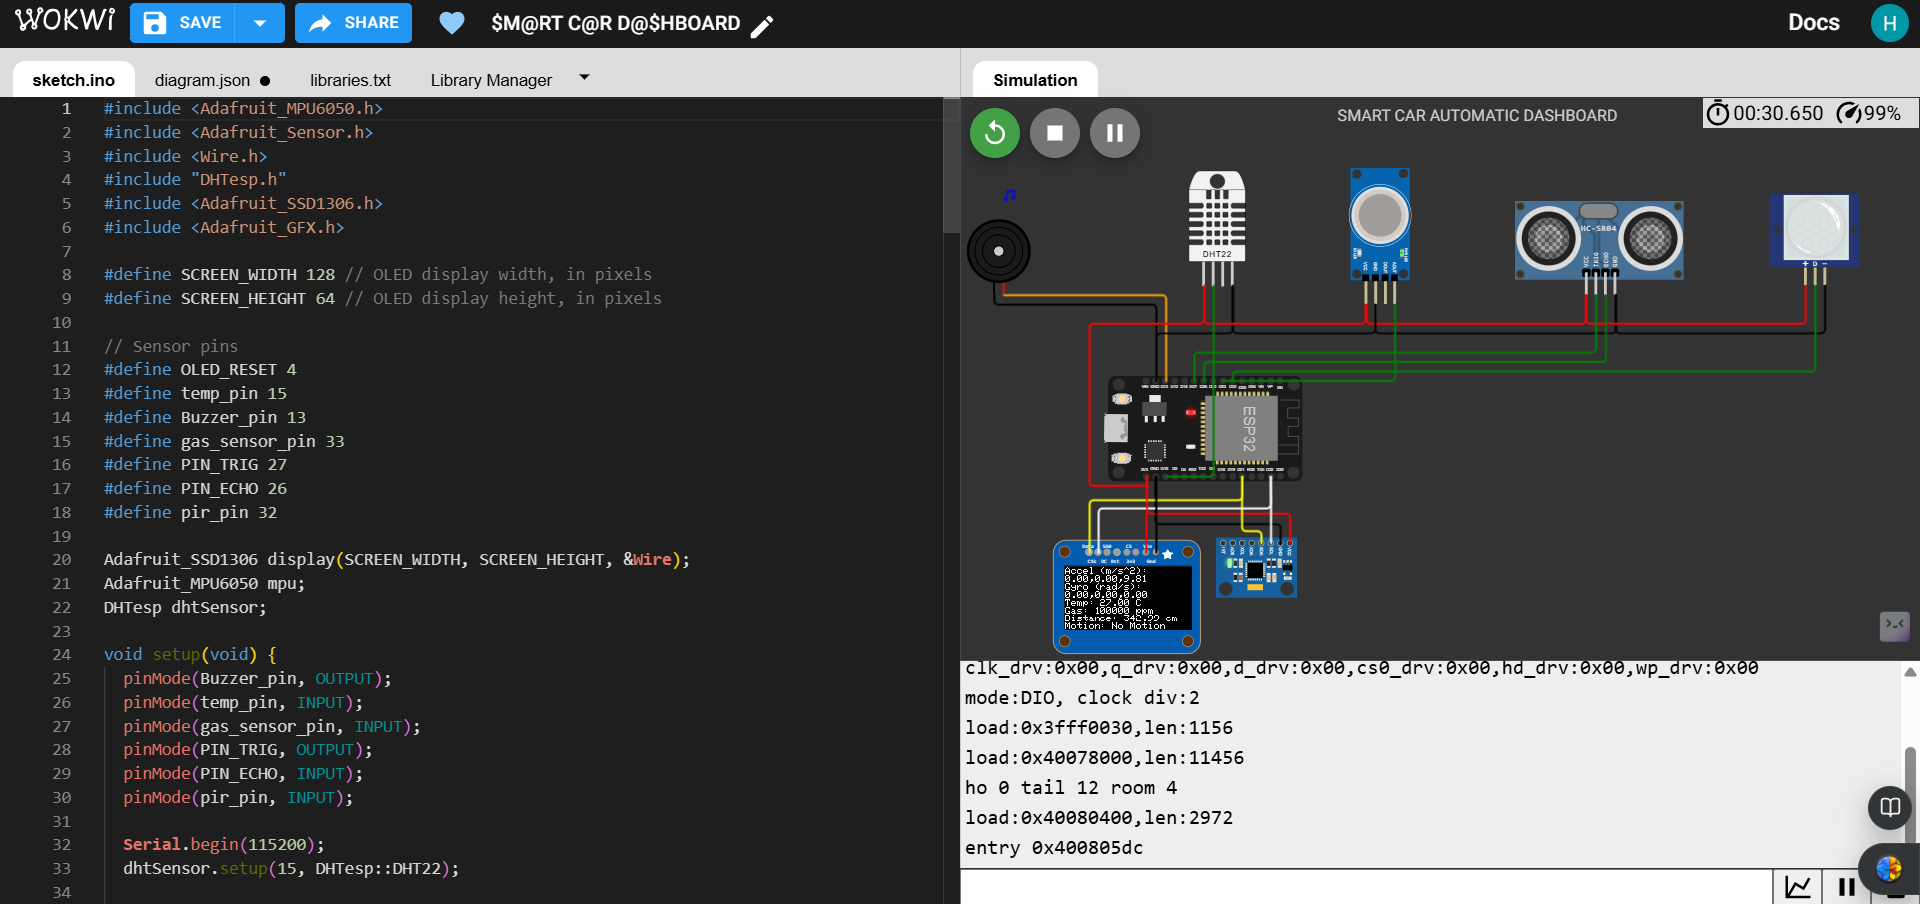 WOKWi
SAVE
SHARE
$M@RT C@R D@$HBOARD
Docs
H
sketch.ino
diagram.json
libraries.txt
Library Manager
1 #include <Adafruit_MPU6050.h>
2 #include <Adafruit_Sensor.h>
3 #include <Wire.h>
4 #include "DHTesp.h"
5 #include <Adafruit_SSD1306.h>
6 #include <Adafruit_GFX.h>
7
8 #define SCREEN_WIDTH 128 // OLED display width, in pixels
9 #define SCREEN_HEIGHT 64 // OLED display height, in pixels
10
11 // Sensor pins
12 #define OLED_RESET 4
13 #define temp_pin 15
14 #define Buzzer_pin 13
15 #define gas_sensor_pin 33
16 #define PIN_TRIG 27
17 #define PIN_ECHO 26
18 #define pir_pin 32
19
20 Adafruit_SSD1306 display(SCREEN_WIDTH, SCREEN_HEIGHT, &Wire);
21 Adafruit_MPU6050 mpu;
22 DHTesp dhtSensor;
23
24 void setup(void) {
25 pinMode(Buzzer_pin, OUTPUT);
26 pinMode(temp_pin, INPUT);
27 pinMode(gas_sensor_pin, INPUT);
28 pinMode(PIN_TRIG, OUTPUT);
29 pinMode(PIN_ECHO, INPUT);
30 pinMode(pir_pin, INPUT);
31
32 Serial.begin(115200);
33 dhtSensor.setup(15, DHTesp::DHT22);
34
Simulation
SMART CAR AUTOMATIC DASHBOARD
00:30.650
99%
DHT22
HC-SR04
VCC
TRIG
ECHO
GND
+ D -
ESP32
Accel (m/s^2):
0.00,0.00,9.81
Gyro (rad/s):
0.00,0.00,0.00
Temp: 27.00 C
Gas: 100000 ppm
Distance: 342.99 cm
Motion: No Motion
clk_drv:0x00,q_drv:0x00,d_drv:0x00,cs0_drv:0x00,hd_drv:0x00,wp_drv:0x00
mode:DIO, clock div:2
load:0x3fff0030,len:1156
load:0x40078000,len:11456
ho 0 tail 12 room 4
load:0x40080400,len:2972
entry 0x400805dc